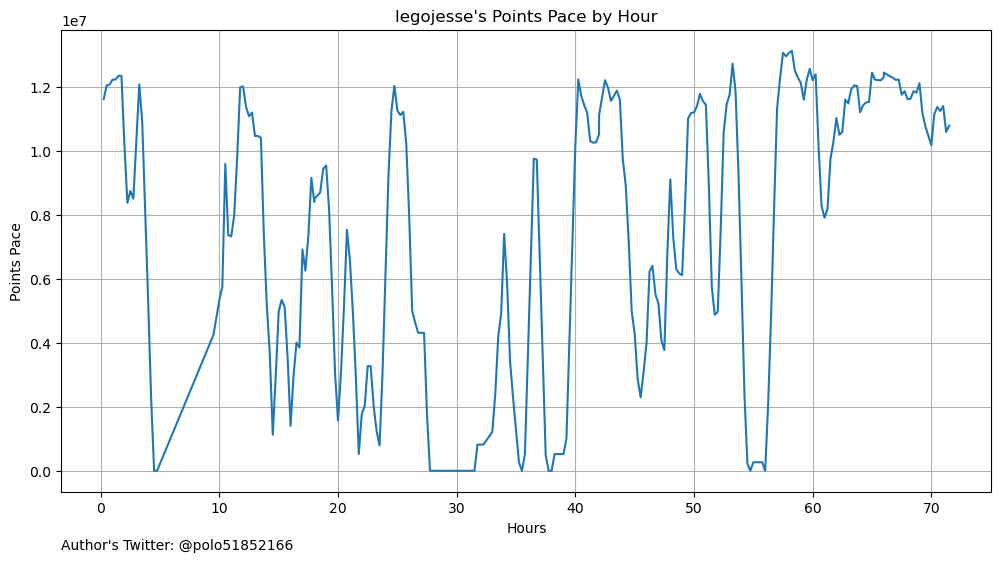 legojesse's Points Pace by Hour
1e7
1.2
1.0
0.8
0.6
0.4
0.2
0.0
Points Pace
0 10 20 30 40 50 60 70
Hours
Author's Twitter: @polo51852166